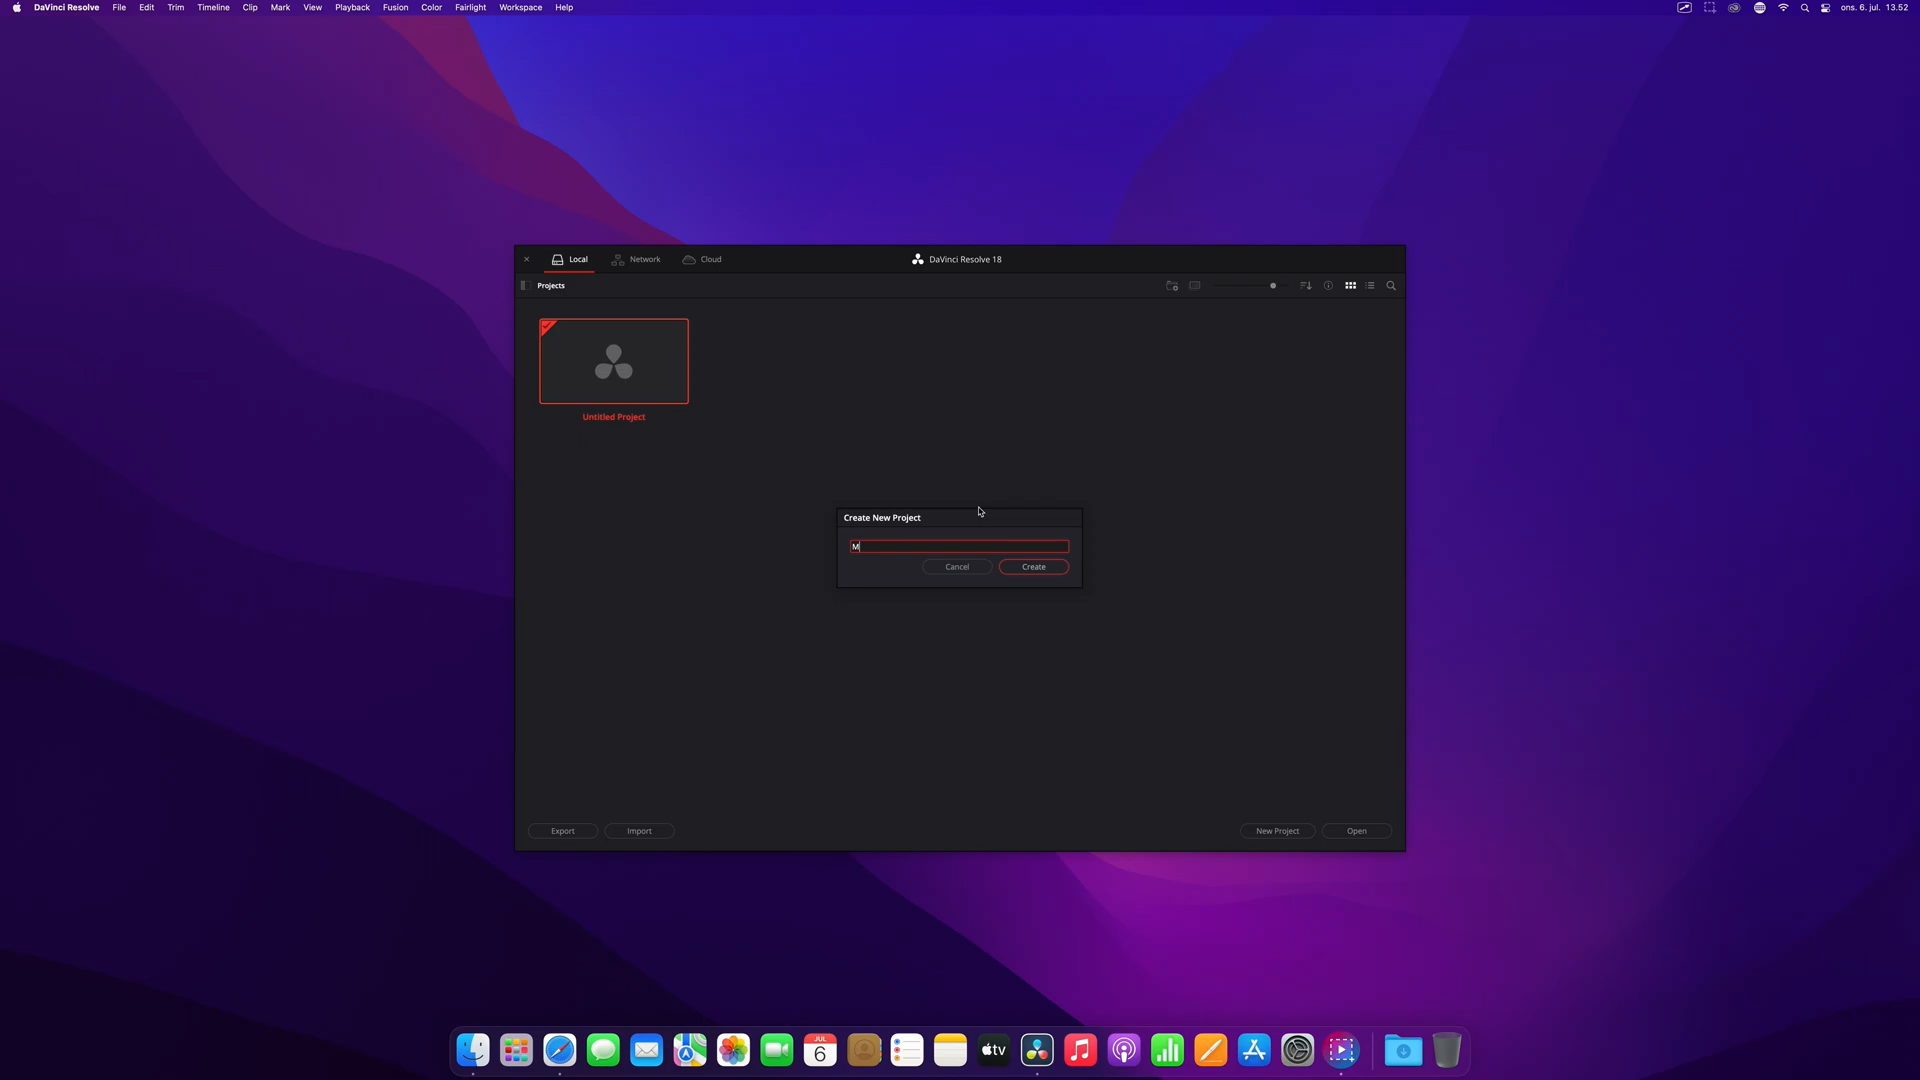 DaVinci Resolve File Edit Trim Timeline Clip Mark View Playback Fusion Color Fairlight Workspace Help ons. 6. jul. 13.52
Local Network Cloud DaVinci Resolve 18
Projects
Untitled Project
Create New Project
M
Cancel Create
Export Import New Project Open
JUL
6
tv